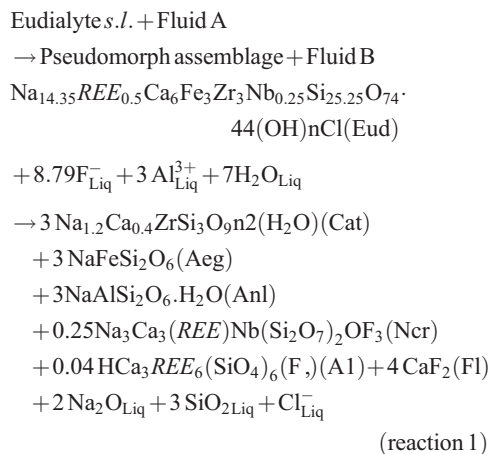 Eudialyte s.l. + Fluid A
→ Pseudomorph assemblage + Fluid B
Na₁₄.₃₅REE₀.₅Ca₆Fe₃Zr₃Nb₀.₂₅Si₂₅.₂₅O₇₄·
44(OH)nCl(Eud)
+ 8.79F⁻Liq + 3 Al³⁺Liq + 7H₂OLiq
→ 3 Na₁.₂Ca₀.₄ZrSi₃O₉n2(H₂O)(Cat)
+ 3 NaFeSi₂O₆(Aeg)
+ 3NaAlSi₂O₆.H₂O(Anl)
+ 0.25Na₃Ca₃(REE)Nb(Si₂O₇)₂OF₃(Ncr)
+ 0.04 HCa₃REE₆(SiO₄)₆(F,)(A1) + 4 CaF₂(Fl)
+ 2 Na₂OLiq + 3 SiO₂Liq + Cl⁻Liq
(reaction 1)